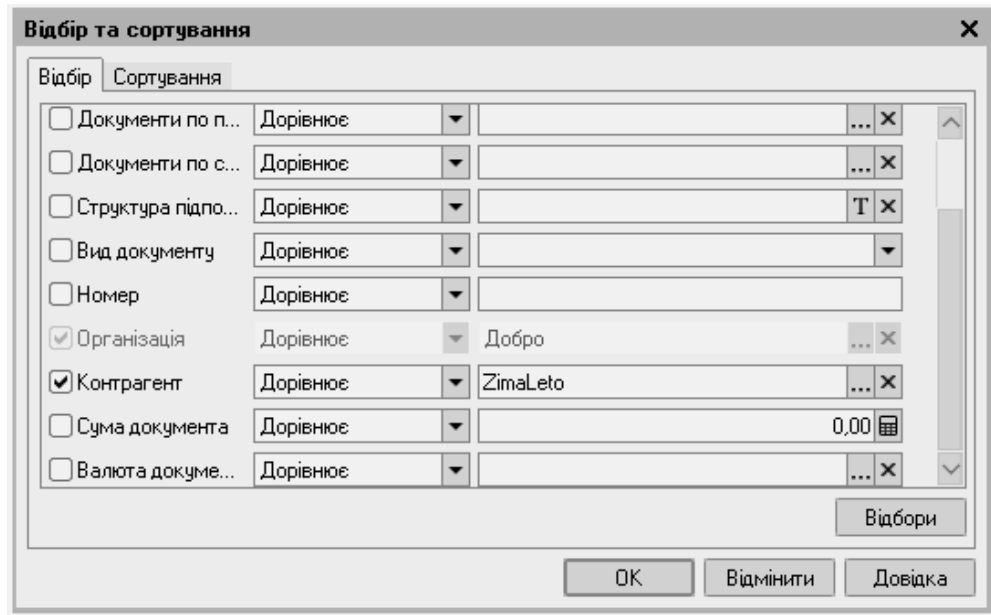 Відбір та сортування
Відбір Сортування
Документи по п... Дорівнює ...
Документи по с... Дорівнює ...
Структура підпо... Дорівнює T
Вид документу Дорівнює
Номер Дорівнює
Організація Дорівнює Добро ...
Контрагент Дорівнює ZimaLeto ...
Сума документа Дорівнює 0,00
Валюта докуме... Дорівнює ...
Відбори
OK Відмінити Довідка